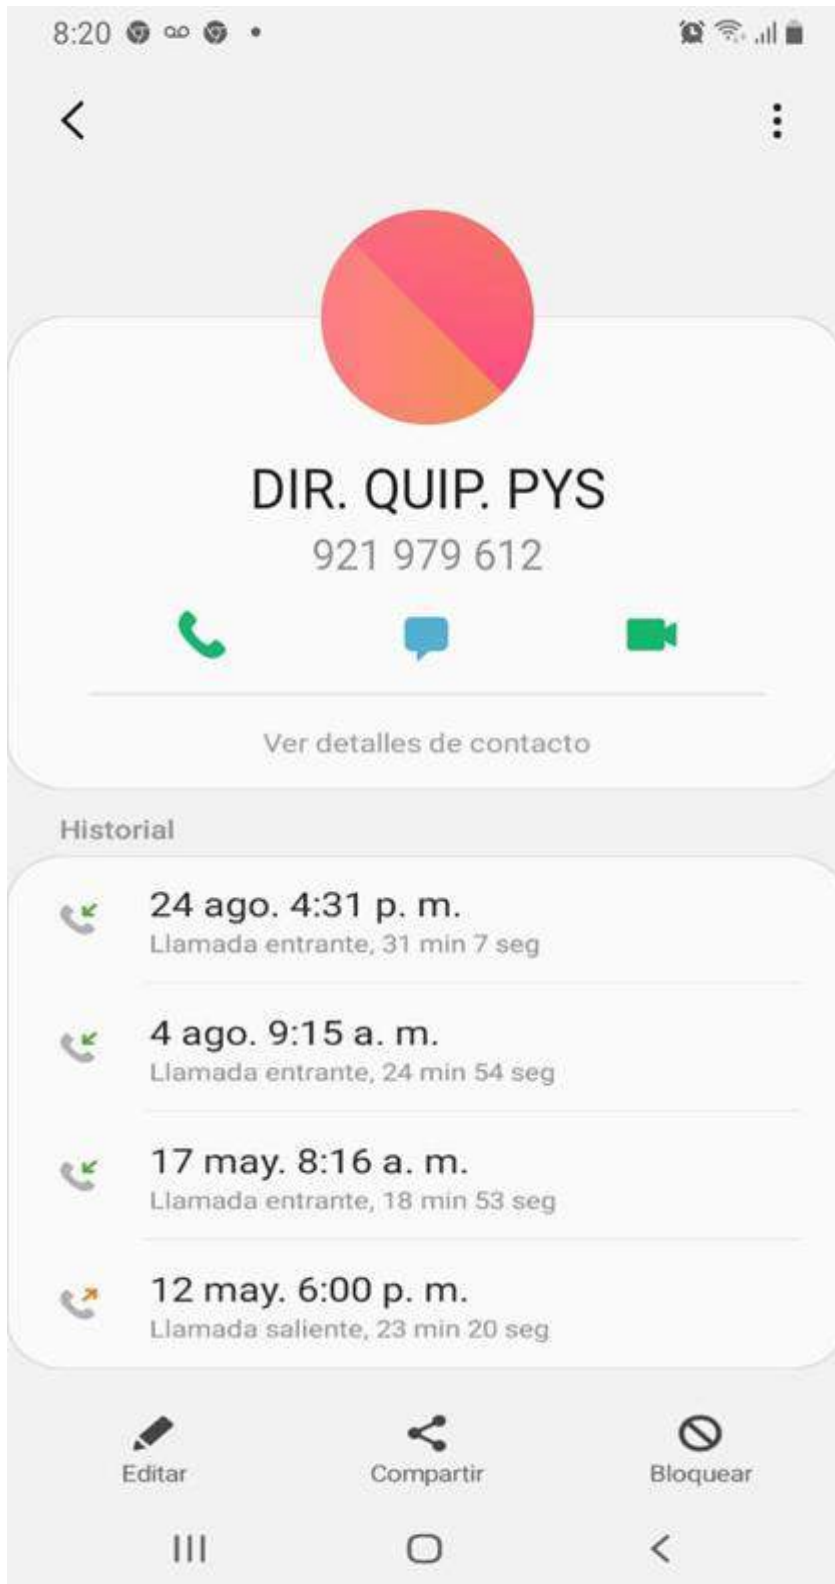 8:20
DIR. QUIP. PYS
921 979 612
Ver detalles de contacto
Historial
24 ago. 4:31 p. m.
Llamada entrante, 31 min 7 seg
4 ago. 9:15 a. m.
Llamada entrante, 24 min 54 seg
17 may. 8:16 a. m.
Llamada entrante, 18 min 53 seg
12 may. 6:00 p. m.
Llamada saliente, 23 min 20 seg
Editar Compartir Bloquear